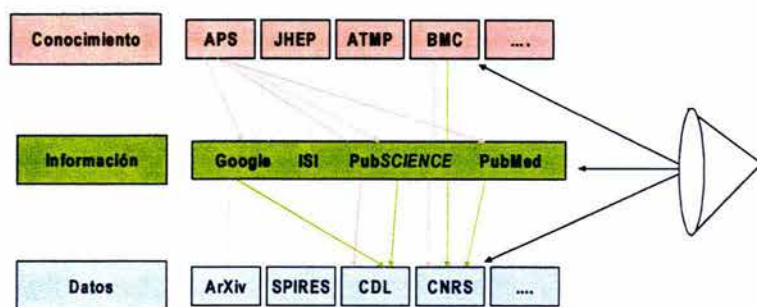 Conocimiento APS JHEP ATMP BMC ....
Información Google ISI PubSCIENCE PubMed
Datos ArXiv SPIRES CDL CNRS ....